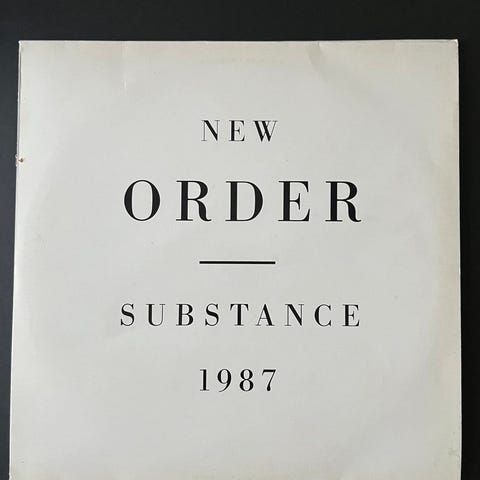 NEW
ORDER
SUBSTANCE
1987